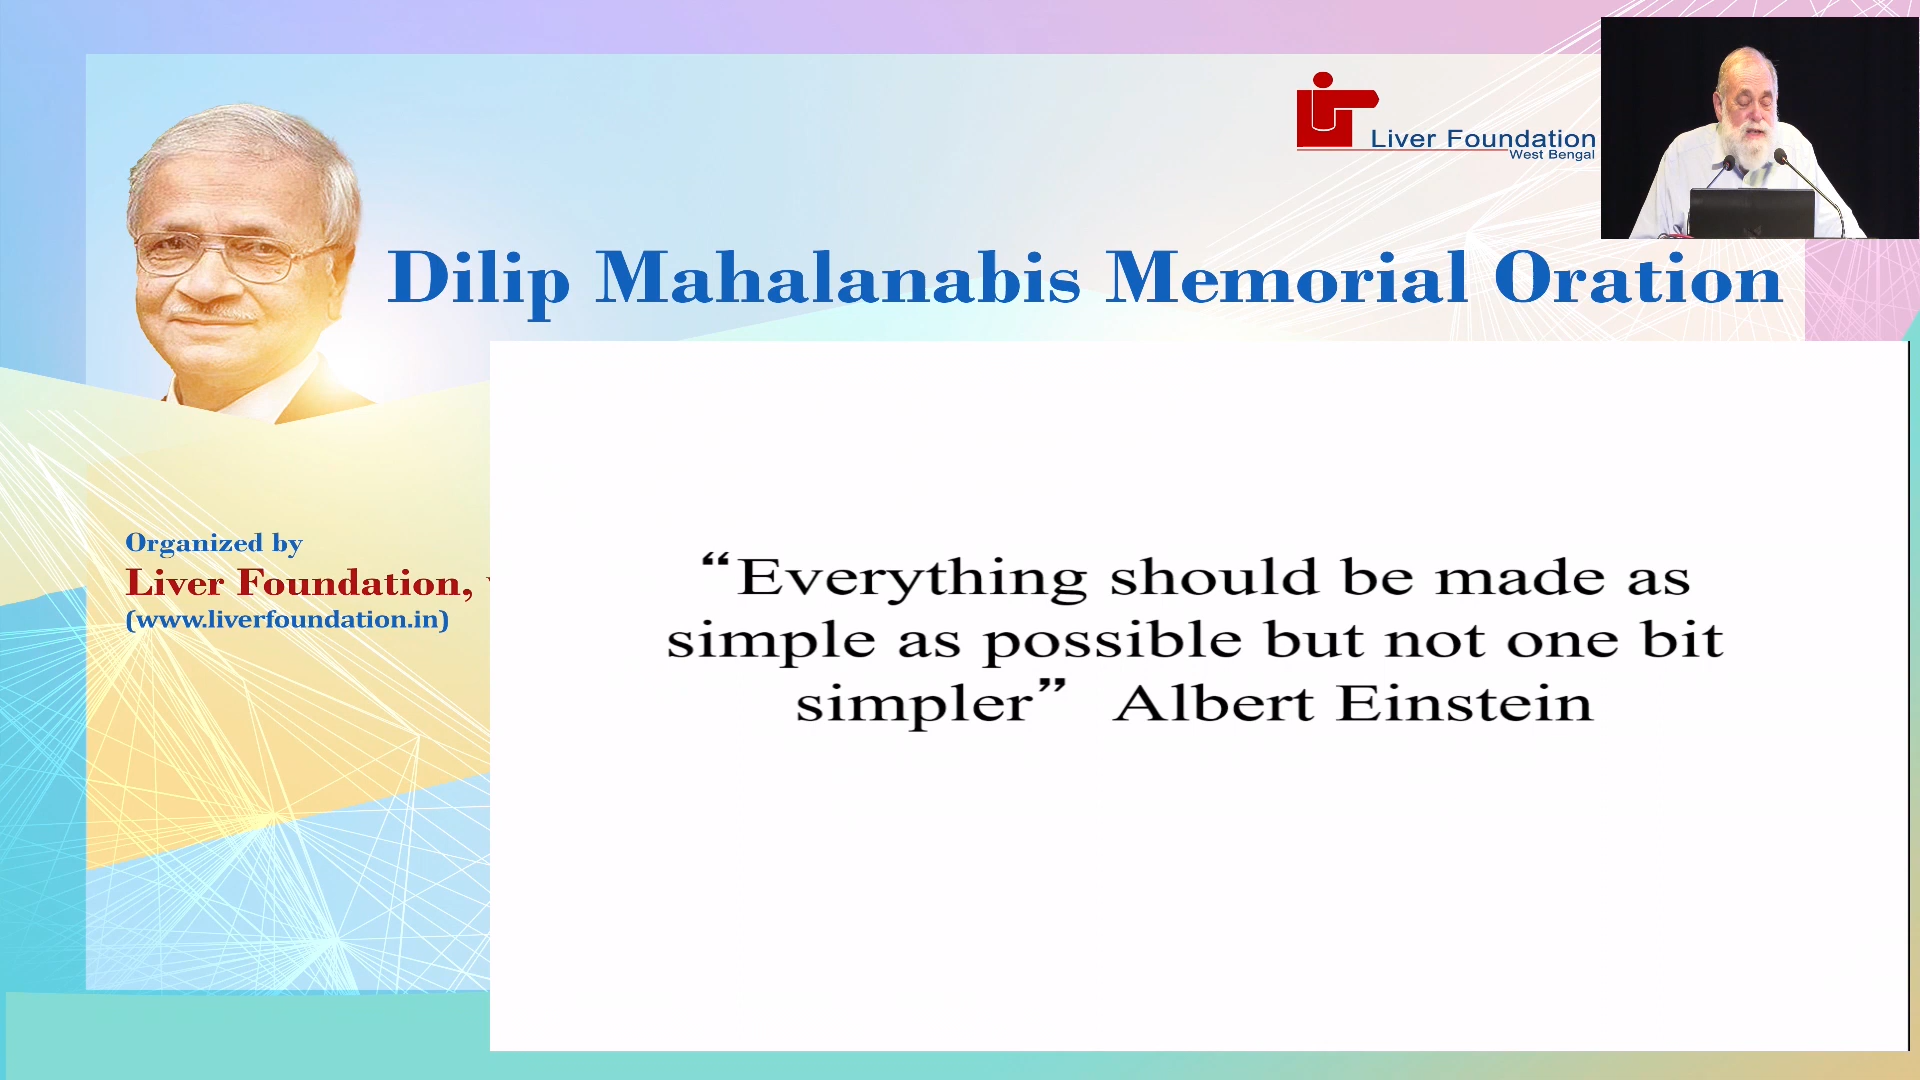 Liver Foundation
West Bengal
Dilip Mahalanabis Memorial Oration
Organized by
Liver Foundation,
(www.liverfoundation.in)
“Everything should be made as
simple as possible but not one bit
simpler” Albert Einstein